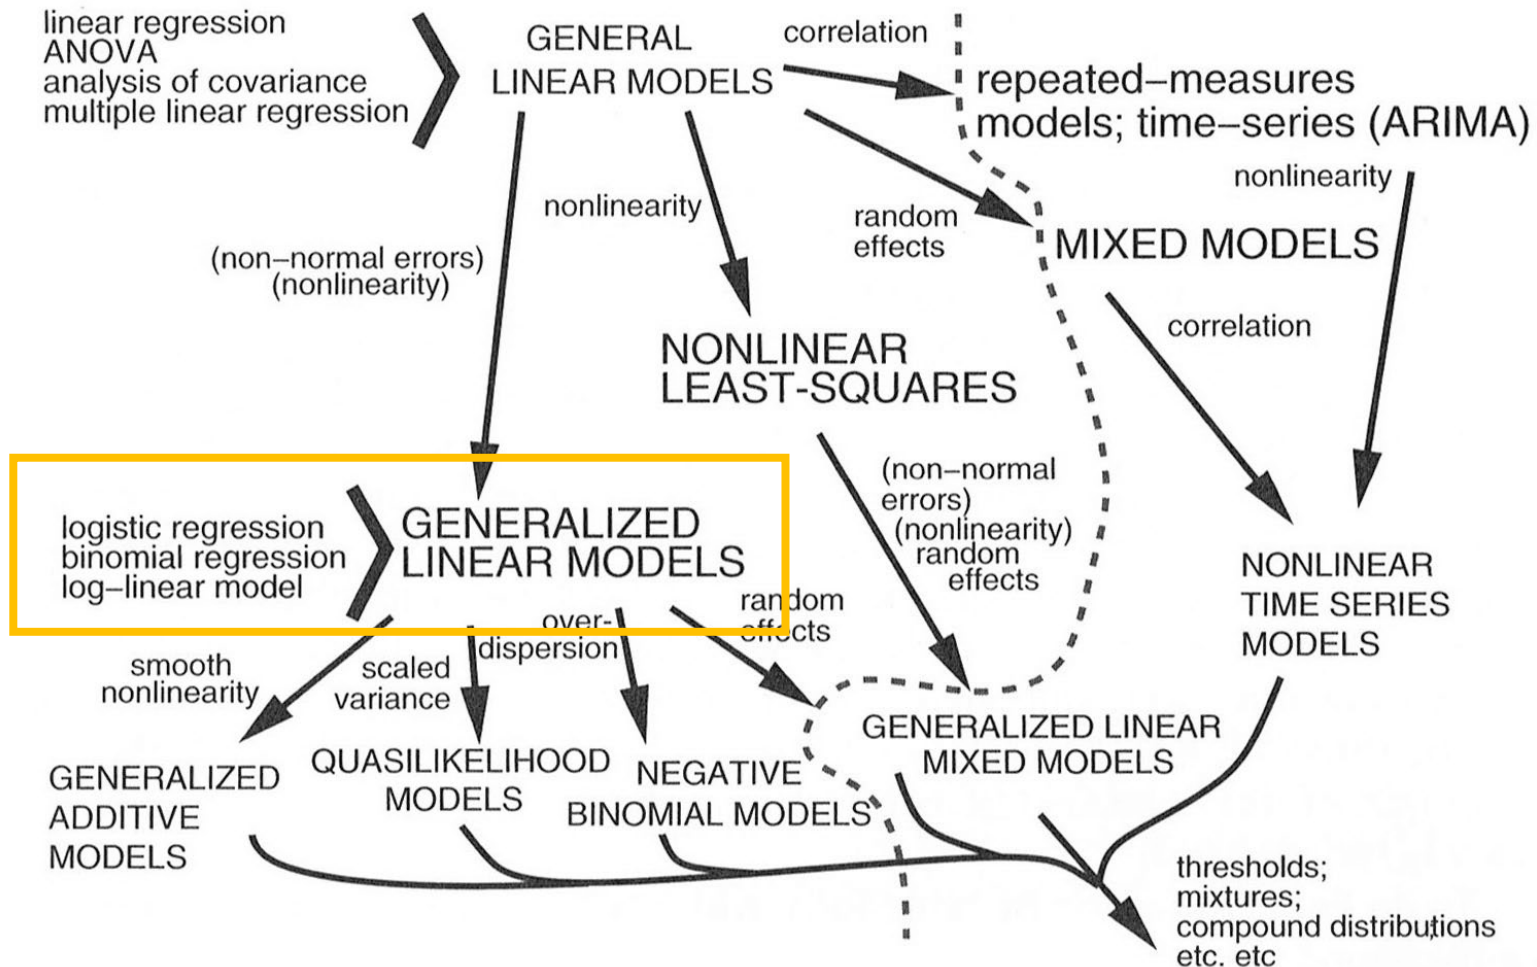 linear regression
ANOVA
analysis of covariance
multiple linear regression
GENERAL
LINEAR MODELS
correlation
repeated–measures
models; time–series (ARIMA)
nonlinearity
nonlinearity
random
effects
MIXED MODELS
(non–normal errors)
(nonlinearity)
correlation
NONLINEAR
LEAST-SQUARES
(non–normal
errors)
(nonlinearity)
random
effects
logistic regression
binomial regression
log–linear model
GENERALIZED
LINEAR MODELS
NONLINEAR
TIME SERIES
MODELS
random
effects
over-
dispersion
smooth
nonlinearity
scaled
variance
GENERALIZED LINEAR
MIXED MODELS
GENERALIZED
ADDITIVE
MODELS
QUASILIKELIHOOD
MODELS
NEGATIVE
BINOMIAL MODELS
thresholds;
mixtures;
compound distributions
etc. etc